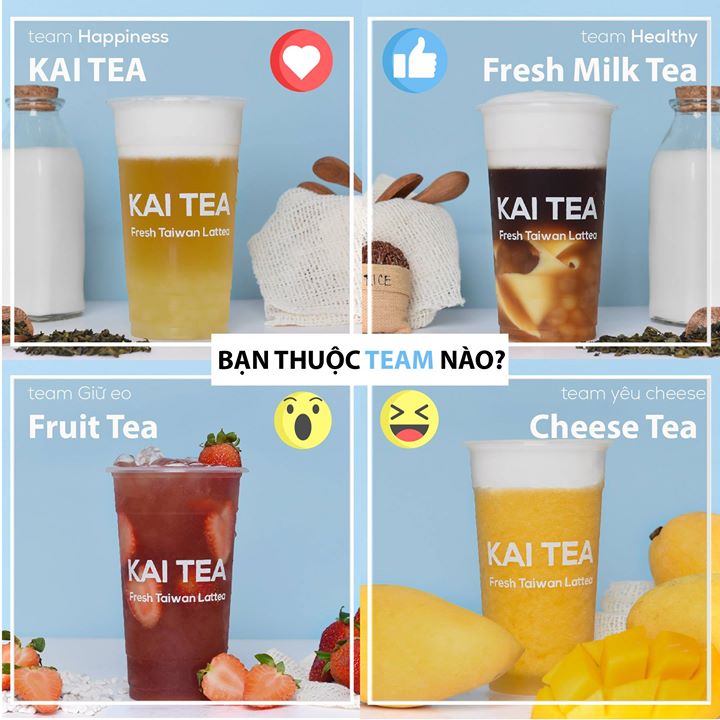 team Happiness
KAI TEA
KAI TEA
Fresh Taiwan Lattea
team Healthy
Fresh Milk Tea
KAI TEA
Fresh Taiwan Lattea
RICE
BẠN THUỘC TEAM NÀO?
team Giữ eo
Fruit Tea
KAI TEA
Fresh Taiwan Lattea
team yêu cheese
Cheese Tea
KAI TEA
Fresh Taiwan Lattea